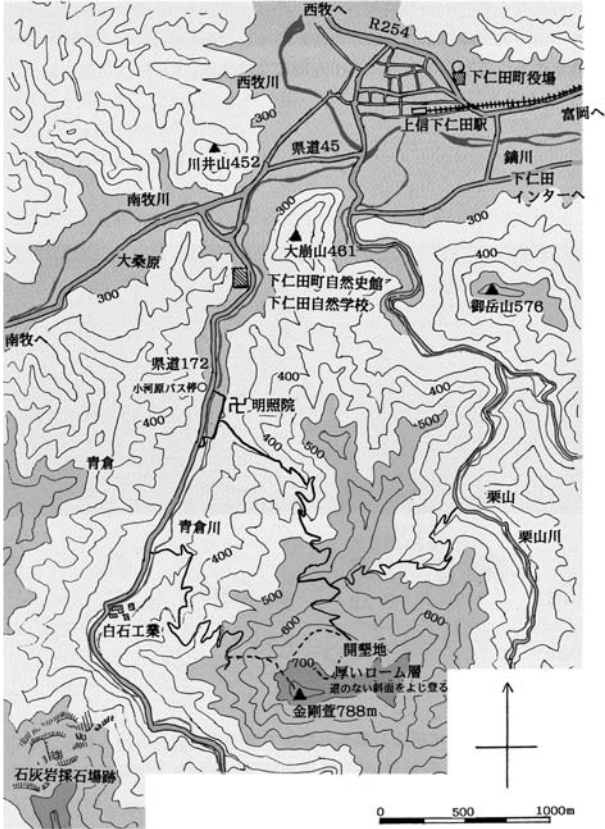 西牧へ
R254
西牧川
下仁田町役場
300
上信下仁田駅
富岡へ
川井山452
県道45
鏑川
南牧川
下仁田
インターへ
300
300
大崩山461
400
大桑原
下仁田町自然史館
下仁田自然学校
御岳山576
300
南牧へ
県道172
400
400
小河原バス停
卍明照院
500
400
400
500
青倉
栗山
青倉川
栗山川
400
500
600
600
白石工業
開墾地
700
厚いローム層
道のない斜面をよじ登る
金剛萱788m
石灰岩採石場跡
0 500 1000m